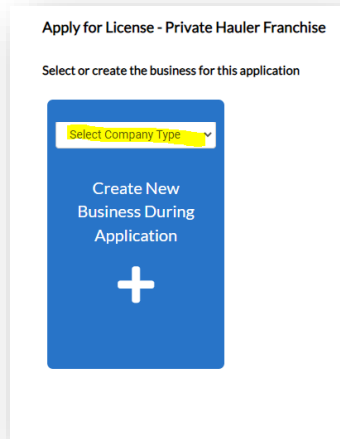 Apply for License - Private Hauler Franchise
Select or create the business for this application
Select Company Type
Create New
Business During
Application